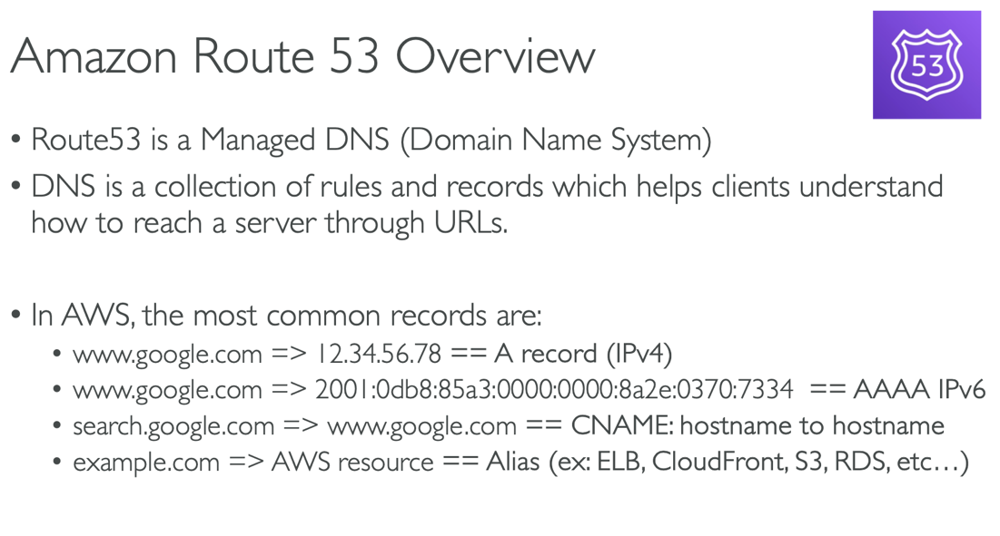 Amazon Route 53 Overview
53
• Route53 is a Managed DNS (Domain Name System)
• DNS is a collection of rules and records which helps clients understand
how to reach a server through URLs.
• In AWS, the most common records are:
• www.google.com => 12.34.56.78 == A record (IPv4)
• www.google.com => 2001:0db8:85a3:0000:0000:8a2e:0370:7334 == AAAA IPv6
• search.google.com => www.google.com == CNAME: hostname to hostname
• example.com => AWS resource == Alias (ex: ELB, CloudFront, S3, RDS, etc…)